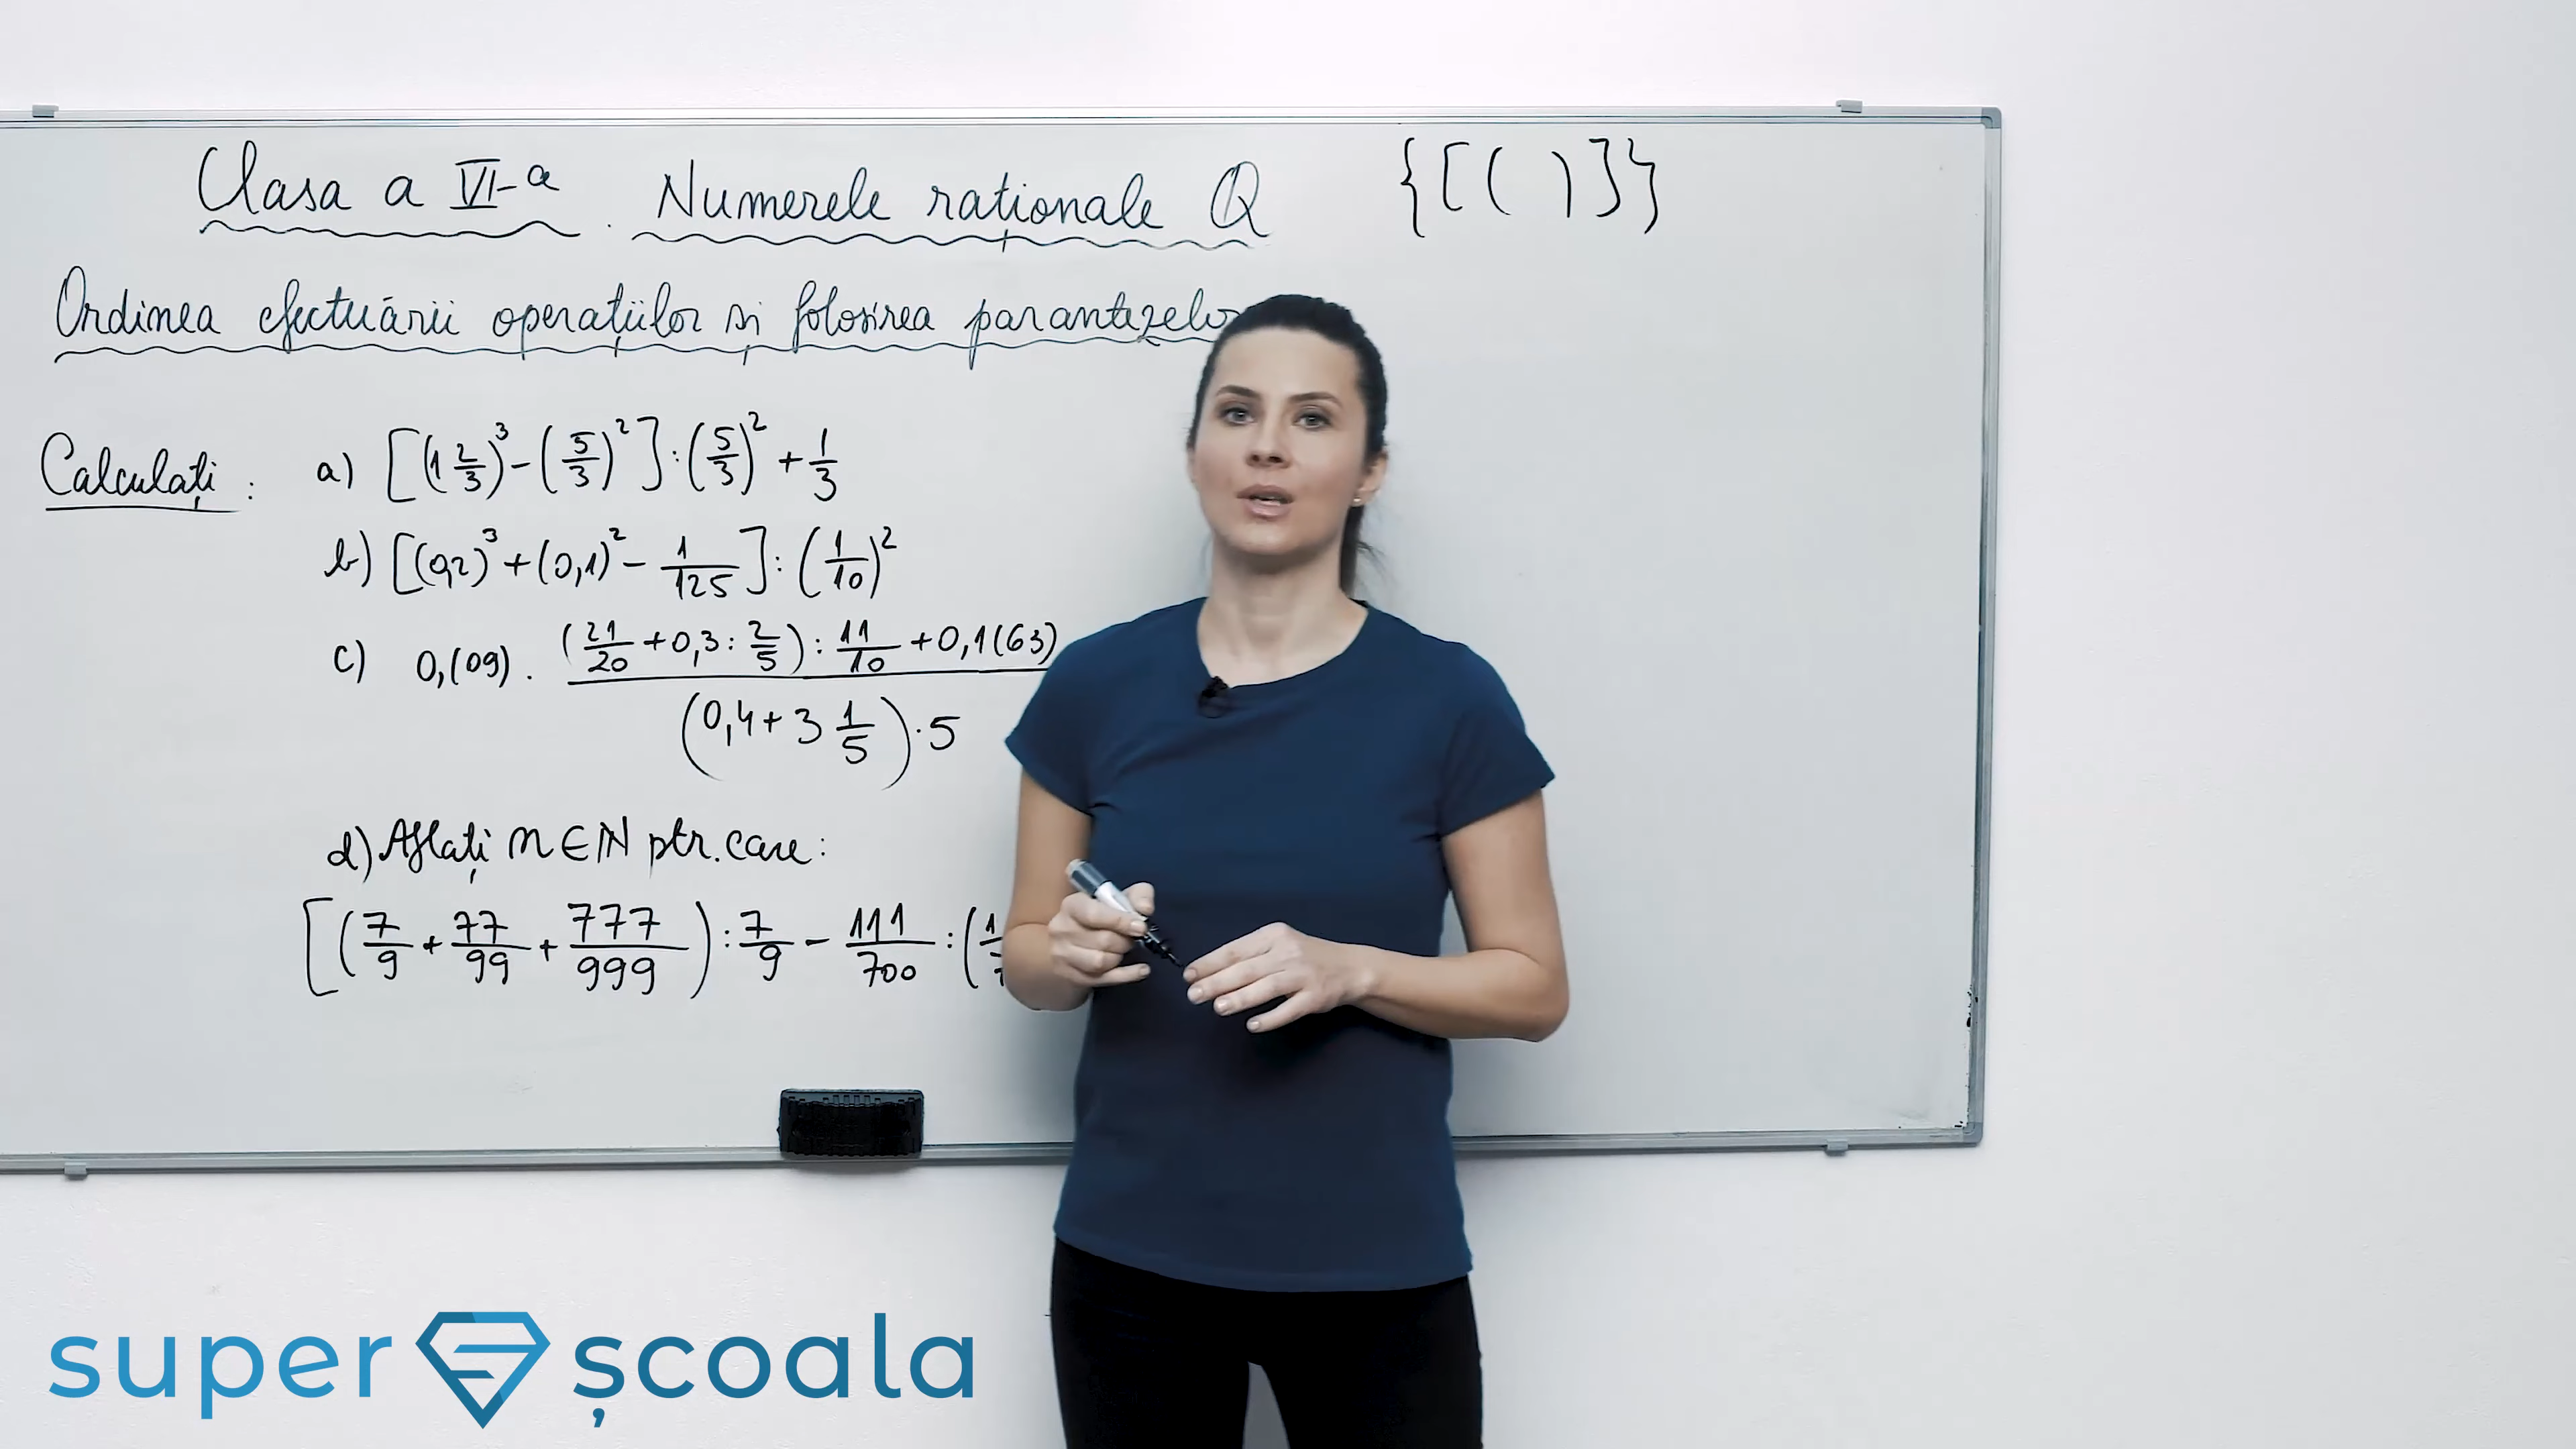 Clasa a VI-a. Numerele raționale Q {[( )]}
Ordinea efectuării operațiilor și folosirea parantezelor
Calculați: a) [(1 2/3)³ - (5/3)²] : (5/3)² + 1/3
b) [(0,2)³ + (0,1)² - 1/125] : (1/10)²
c) 0,(09) · ((21/20 + 0,3 : 2/5) : 11/10 + 0,1(63)) / ((0,4 + 3 1/5) · 5)
d) Aflați n ∈ N ptr. care:
[(7/9 + 77/99 + 777/999) : 7/9 - 111/700 : (
super școala